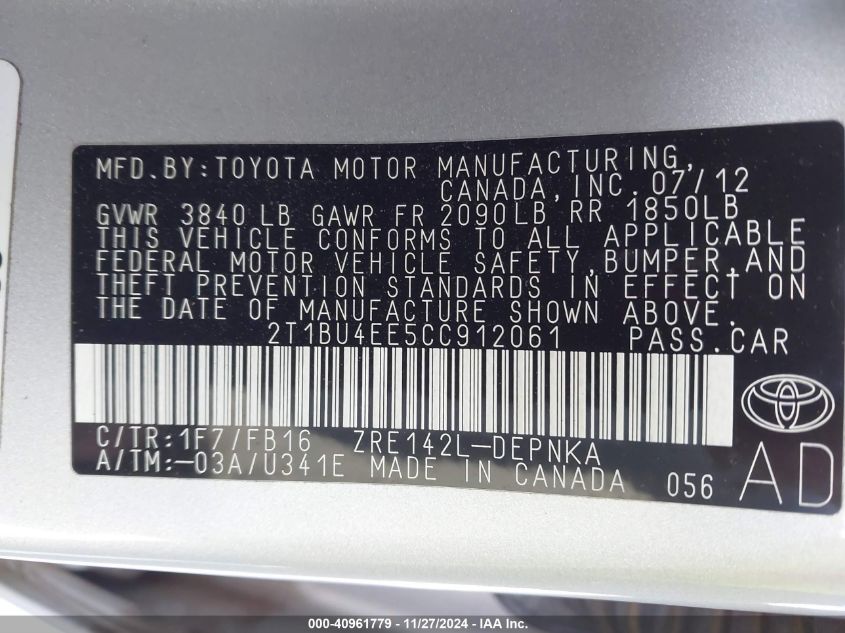 MFD.BY:TOYOTA MOTOR MANUFACTURING,
CANADA,INC. 07/12
GVWR 3840 LB GAWR FR 2090LB RR 1850LB
THIS VEHICLE CONFORMS TO ALL APPLICABLE
FEDERAL MOTOR VEHICLE SAFETY,BUMPER,AND
THEFT PREVENTION STANDARDS IN EFFECT ON
THE DATE OF MANUFACTURE SHOWN ABOVE.
2T1BU4EE5CC912061 PASS.CAR
C/TR:1F7/FB16 ZRE142L-DEPNKA
A/TM:-03A/U341E MADE IN CANADA 056
AD
000-40961779 - 11/27/2024 - © IAA Inc.